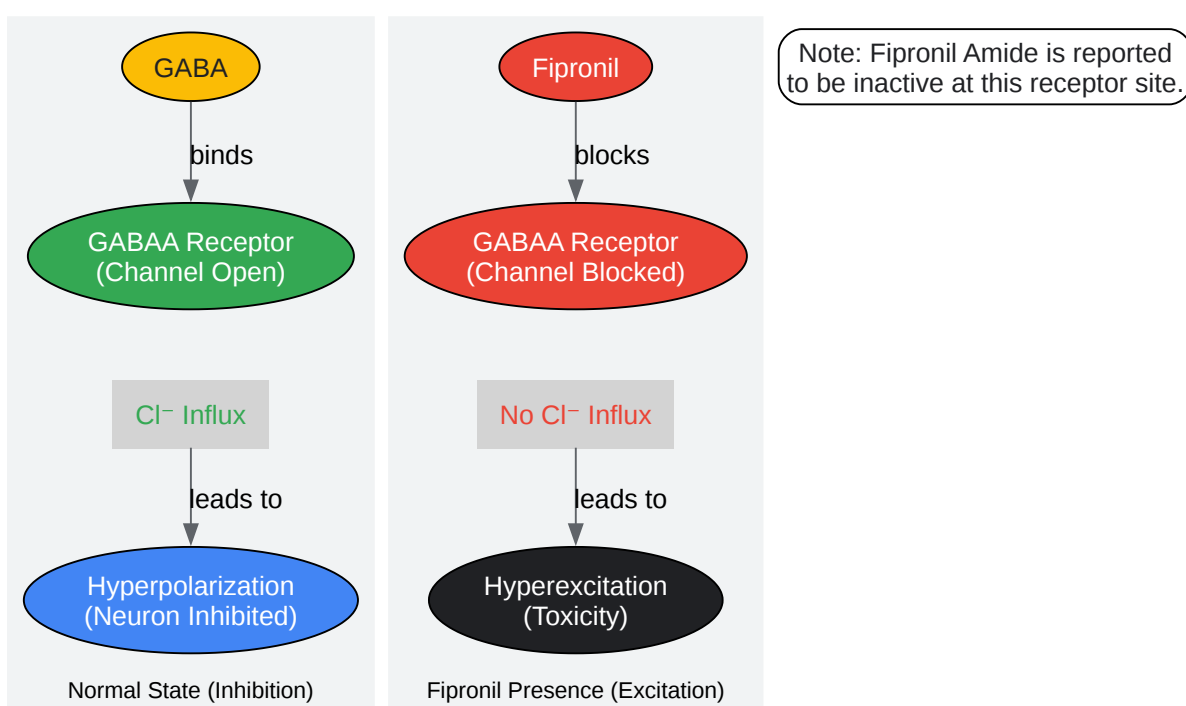 GABA
binds
GABAA Receptor
(Channel Open)
Cl⁻ Influx
leads to
Hyperpolarization
(Neuron Inhibited)
Normal State (Inhibition)
Fipronil
blocks
GABAA Receptor
(Channel Blocked)
No Cl⁻ Influx
leads to
Hyperexcitation
(Toxicity)
Fipronil Presence (Excitation)
Note: Fipronil Amide is reported
to be inactive at this receptor site.